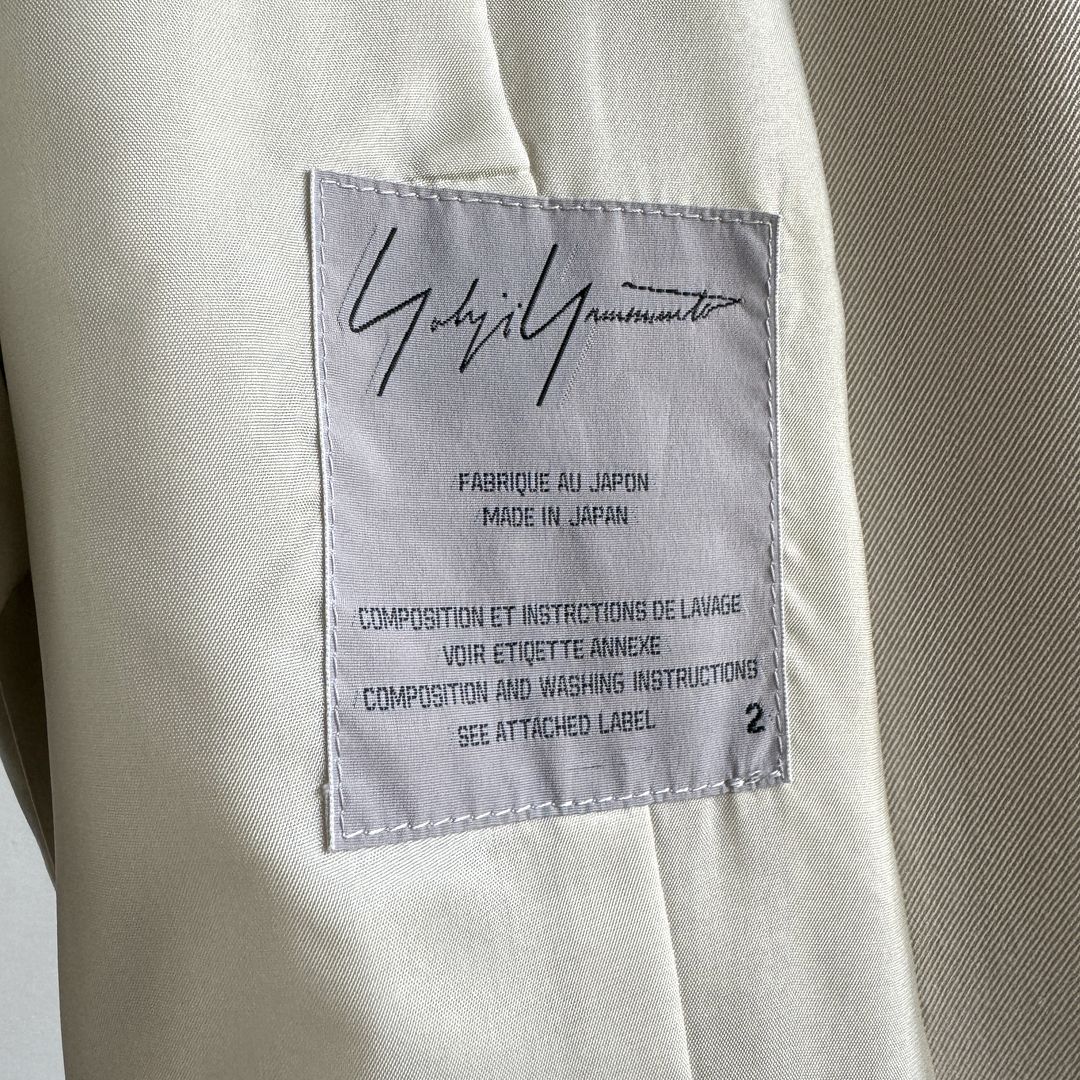 Yohji Yamamoto
FABRIQUE AU JAPON
MADE IN JAPAN
COMPOSITION ET INSTRCTIONS DE LAVAGE
VOIR ETIQETTE ANNEXE
COMPOSITION AND WASHING INSTRUCTIONS
SEE ATTACHED LABEL
2